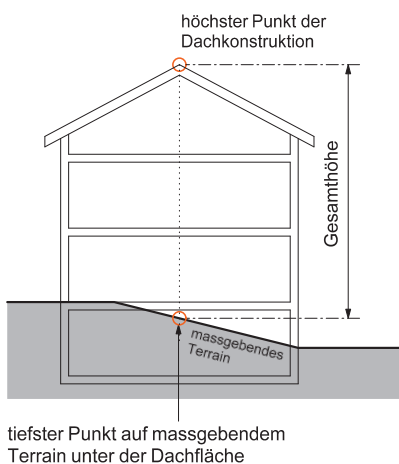 höchster Punkt der
Dachkonstruktion
Gesamthöhe
massgebendes
Terrain
tiefster Punkt auf massgebendem
Terrain unter der Dachfläche